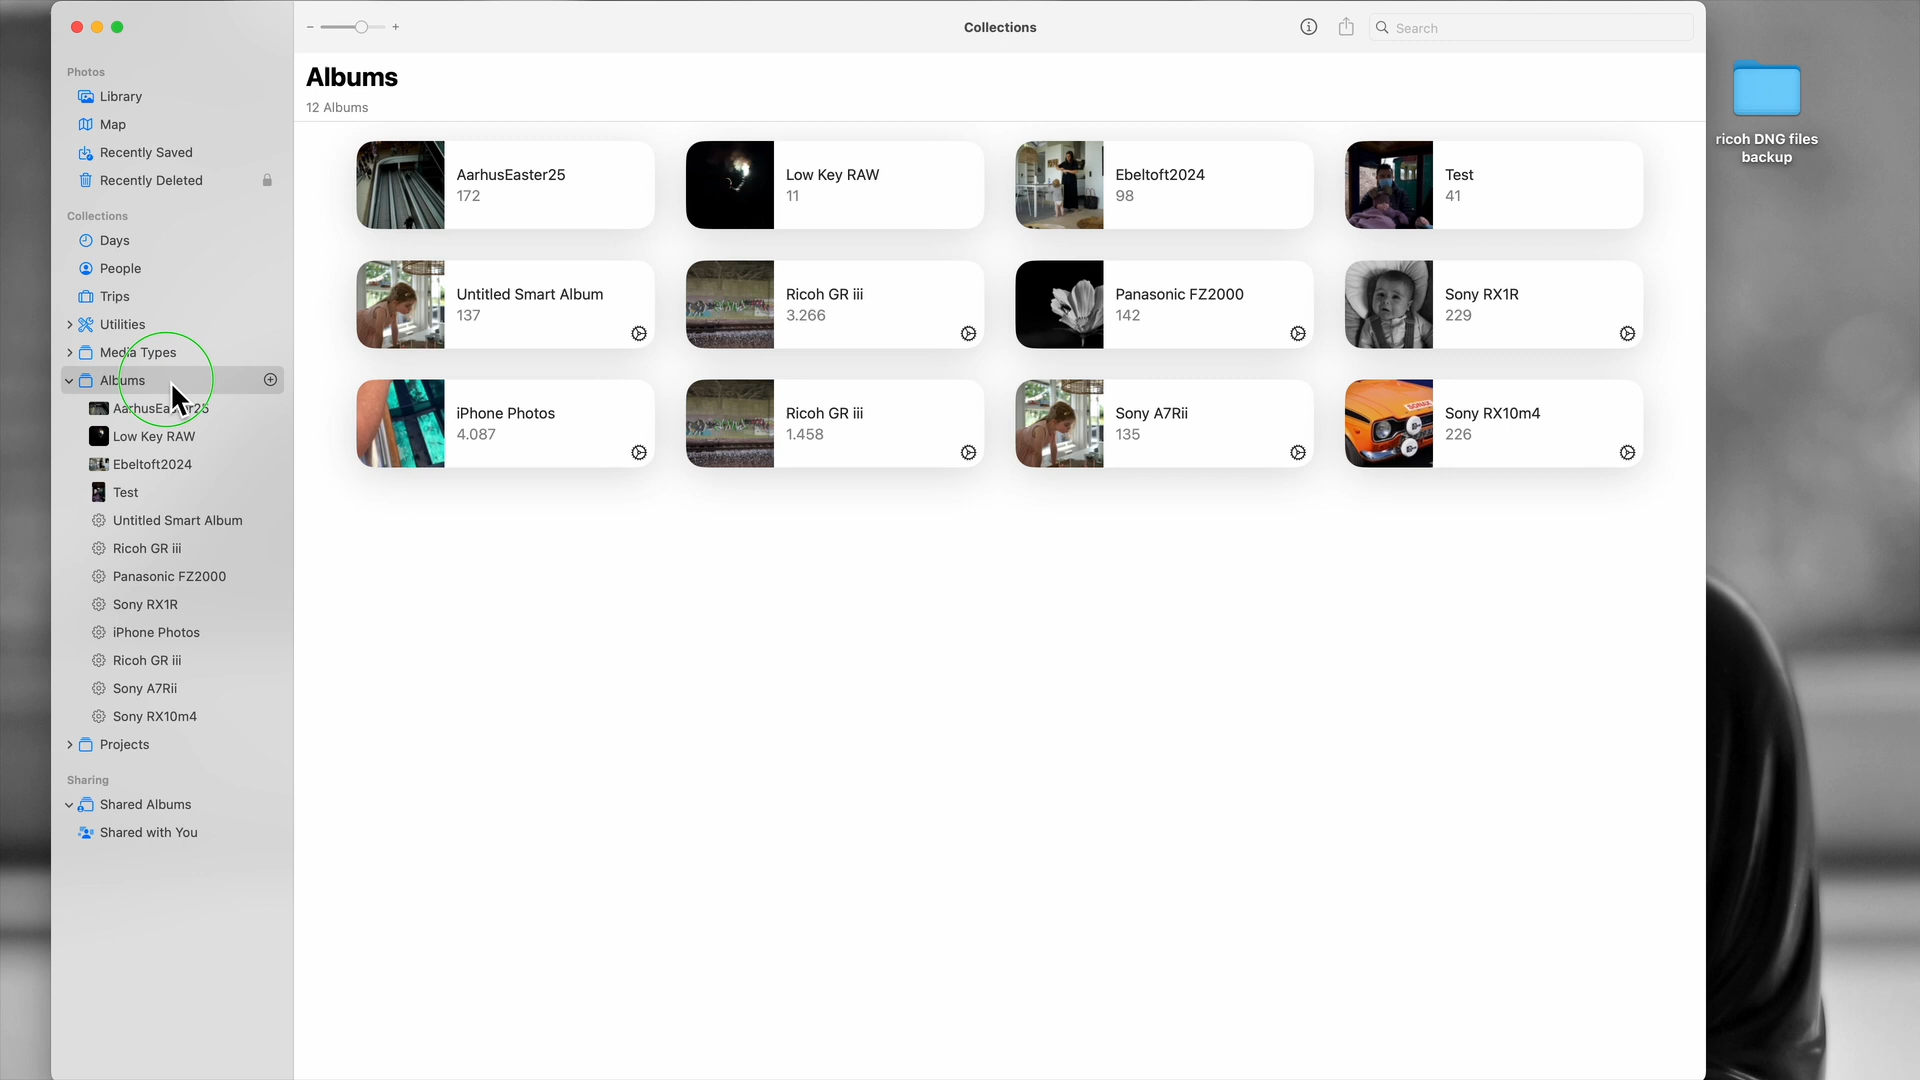 Collections
Search
Photos
Library
Map
Recently Saved
Recently Deleted
Collections
Days
People
Trips
Utilities
Media Types
Albums
AarhusEaster25
Low Key RAW
Ebeltoft2024
Test
Untitled Smart Album
Ricoh GR iii
Panasonic FZ2000
Sony RX1R
iPhone Photos
Ricoh GR iii
Sony A7Rii
Sony RX10m4
Projects
Sharing
Shared Albums
Shared with You
Albums
12 Albums
AarhusEaster25
172
Low Key RAW
11
Ebeltoft2024
98
Test
41
Untitled Smart Album
137
Ricoh GR iii
3.266
Panasonic FZ2000
142
Sony RX1R
229
iPhone Photos
4.087
Ricoh GR iii
1.458
Sony A7Rii
135
Sony RX10m4
226
ricoh DNG files
backup